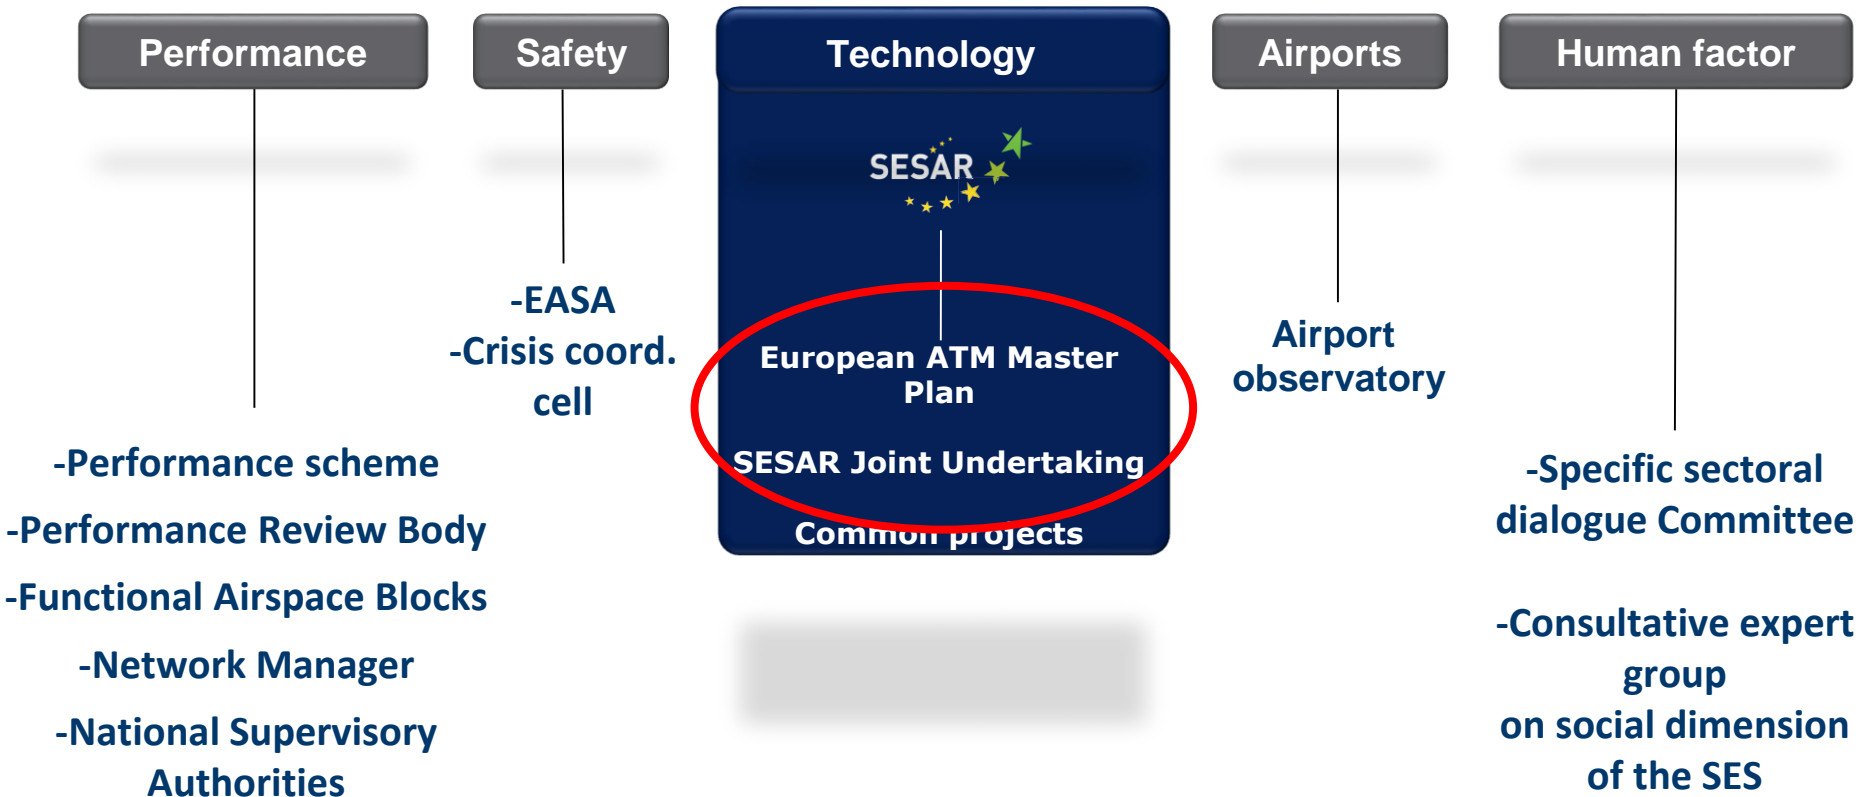 Performance
Safety
Technology
Airports
Human factor
-Performance scheme
-Performance Review Body
-Functional Airspace Blocks
-Network Manager
-National Supervisory
Authorities
-EASA
-Crisis coord.
cell
SESAR
European ATM Master
Plan
SESAR Joint Undertaking
Common projects
Airport
observatory
-Specific sectoral
dialogue Committee
-Consultative expert
group
on social dimension
of the SES